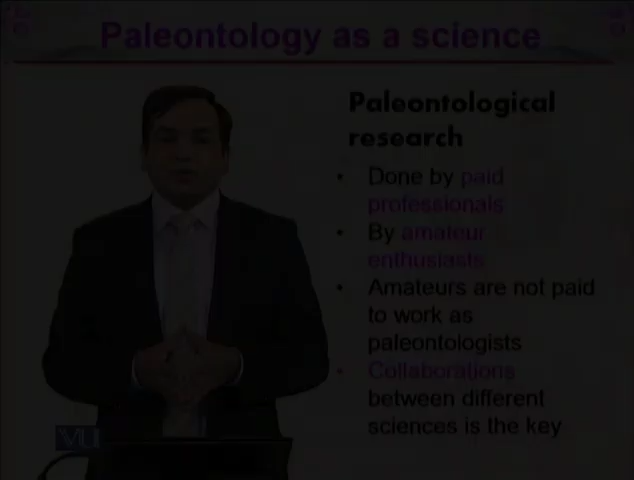 Paleontology as a science
Paleontological
research
• Done by paid
professionals
• By amateur
enthusiasts
• Amateurs are not paid
to work as
paleontologists
• Collaborations
between different
sciences is the key
VU